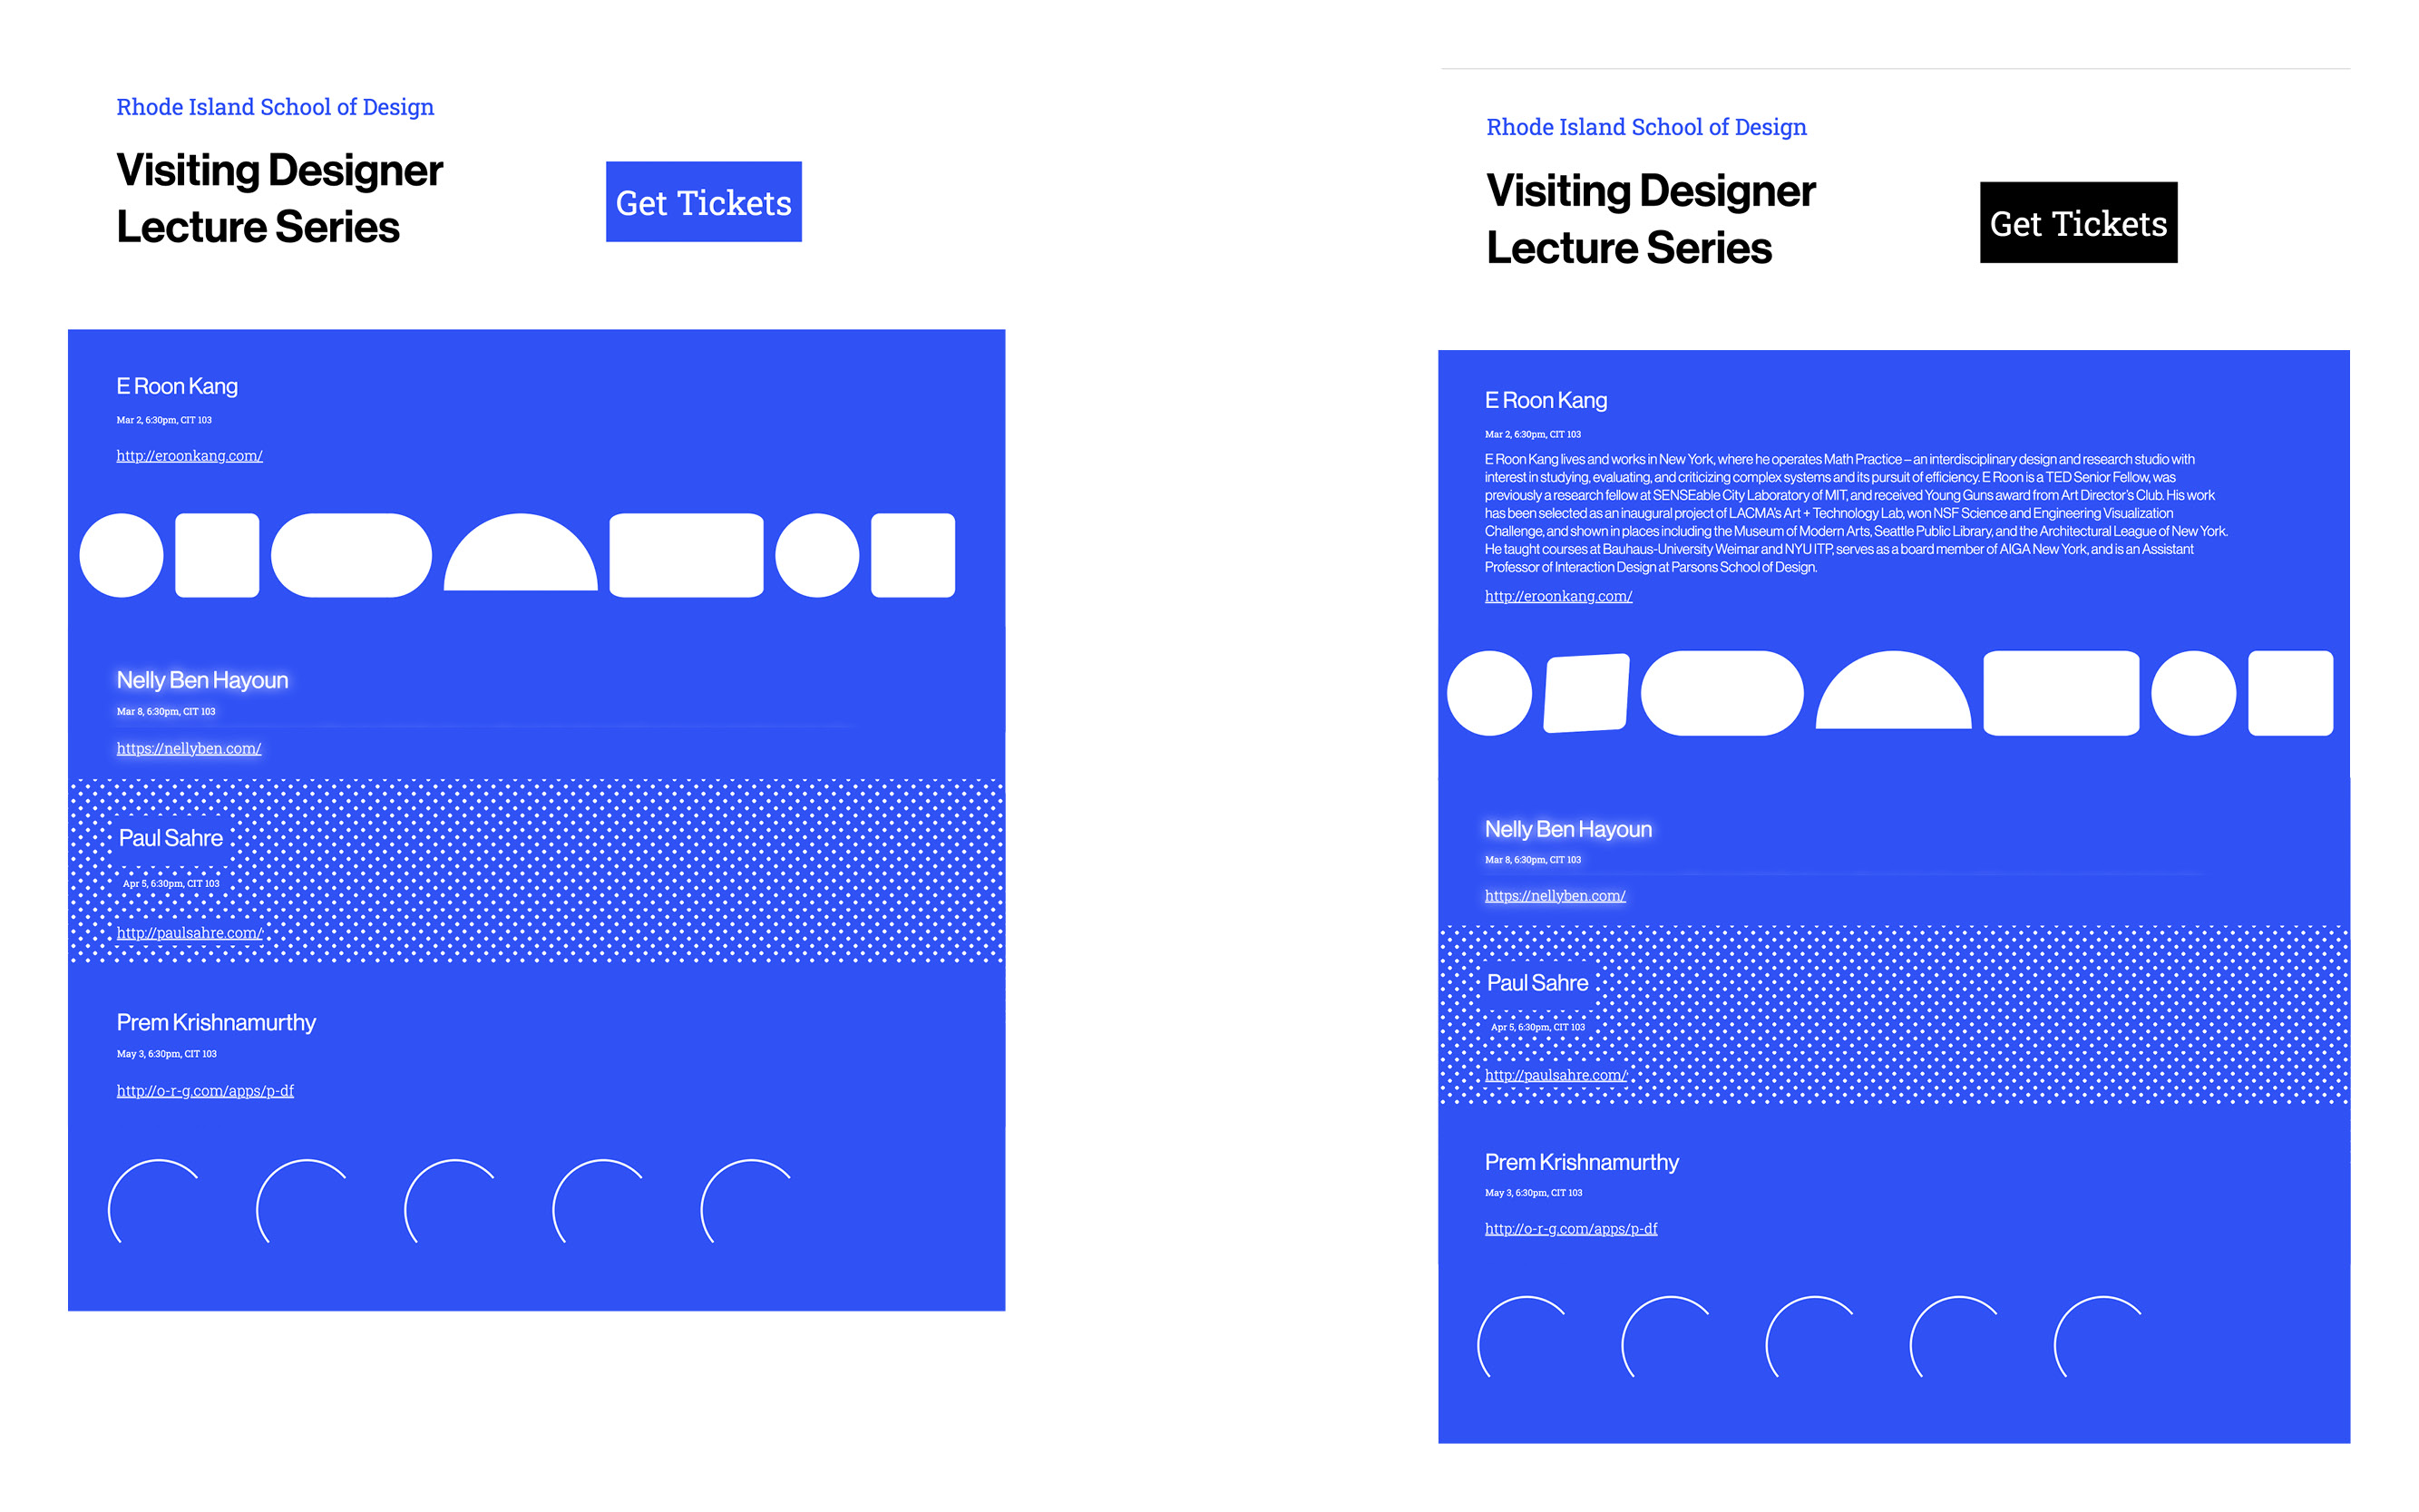 Rhode Island School of Design
Visiting Designer
Lecture Series
Get Tickets
E Roon Kang
Mar 2, 6:30pm, CIT 103
http://eroonkang.com/
Nelly Ben Hayoun
Mar 8, 6:30pm, CIT 103
https://nellyben.com/
Paul Sahre
Apr 5, 6:30pm, CIT 103
http://paulsahre.com/
Prem Krishnamurthy
May 3, 6:30pm, CIT 103
http://o-r-g.com/apps/p-df
Rhode Island School of Design
Visiting Designer
Lecture Series
Get Tickets
E Roon Kang
Mar 2, 6:30pm, CIT 103
E Roon Kang lives and works in New York, where he operates Math Practice – an interdisciplinary design and research studio with
interest in studying, evaluating, and criticizing complex systems and its pursuit of efficiency. E Roon is a TED Senior Fellow, was
previously a research fellow at SENSEable City Laboratory of MIT, and received Young Guns award from Art Director's Club. His work
has been selected as an inaugural project of LACMA's Art + Technology Lab, won NSF Science and Engineering Visualization
Challenge, and shown in places including the Museum of Modern Arts, Seattle Public Library, and the Architectural League of New York.
He taught courses at Bauhaus-University Weimar and NYU ITP, serves as a board member of AIGA New York, and is an Assistant
Professor of Interaction Design at Parsons School of Design.
http://eroonkang.com/
Nelly Ben Hayoun
Mar 8, 6:30pm, CIT 103
https://nellyben.com/
Paul Sahre
Apr 5, 6:30pm, CIT 103
http://paulsahre.com/
Prem Krishnamurthy
May 3, 6:30pm, CIT 103
http://o-r-g.com/apps/p-df